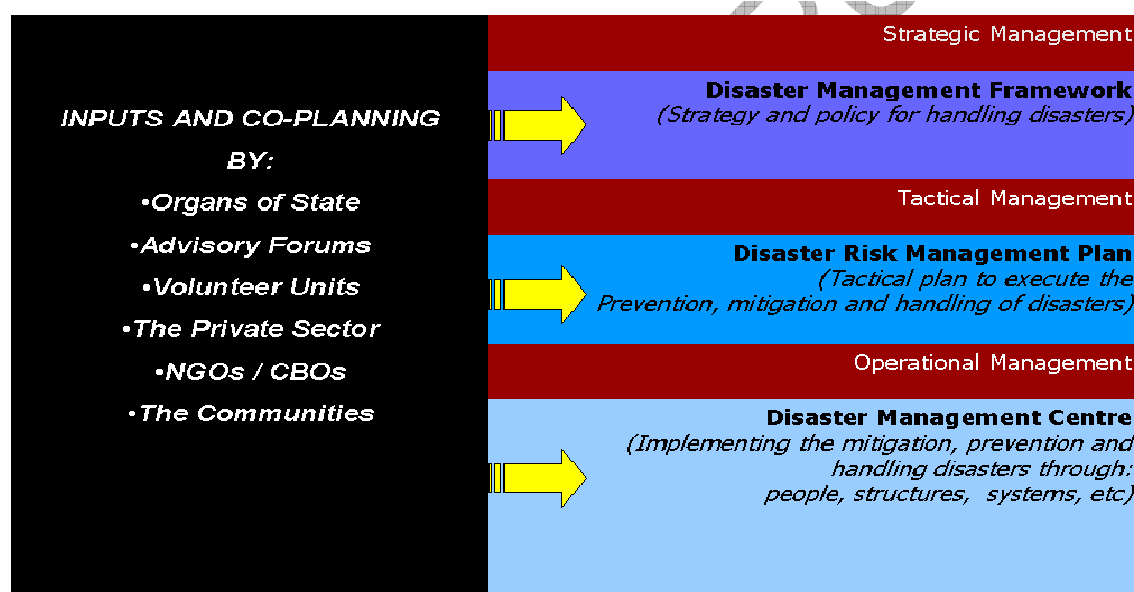 INPUTS AND CO-PLANNING
BY:
•Organs of State
•Advisory Forums
•Volunteer Units
•The Private Sector
•NGOs / CBOs
•The Communities
Strategic Management
Disaster Management Framework
(Strategy and policy for handling disasters)
Tactical Management
Disaster Risk Management Plan
(Tactical plan to execute the
Prevention, mitigation and handling of disasters)
Operational Management
Disaster Management Centre
(Implementing the mitigation, prevention and
handling disasters through:
people, structures, systems, etc)